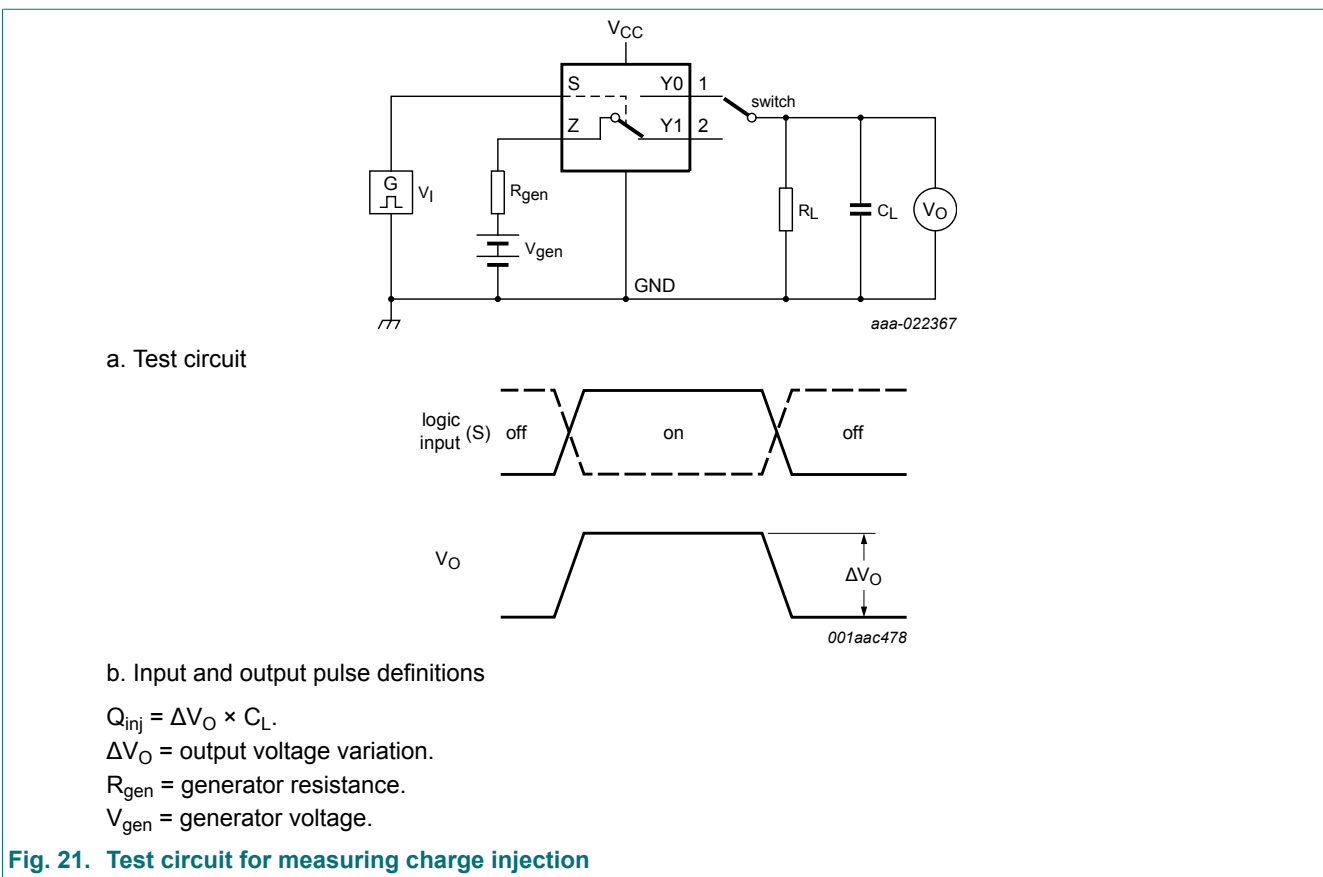 VCC
S Y0 1
switch
Z Y1 2
G VI
Rgen
RL CL VO
Vgen
GND
aaa-022367
a. Test circuit
logic
input (S) off on off
VO
ΔVO
001aac478
b. Input and output pulse definitions
Qinj = ΔVO × CL.
ΔVO = output voltage variation.
Rgen = generator resistance.
Vgen = generator voltage.
Fig. 21. Test circuit for measuring charge injection